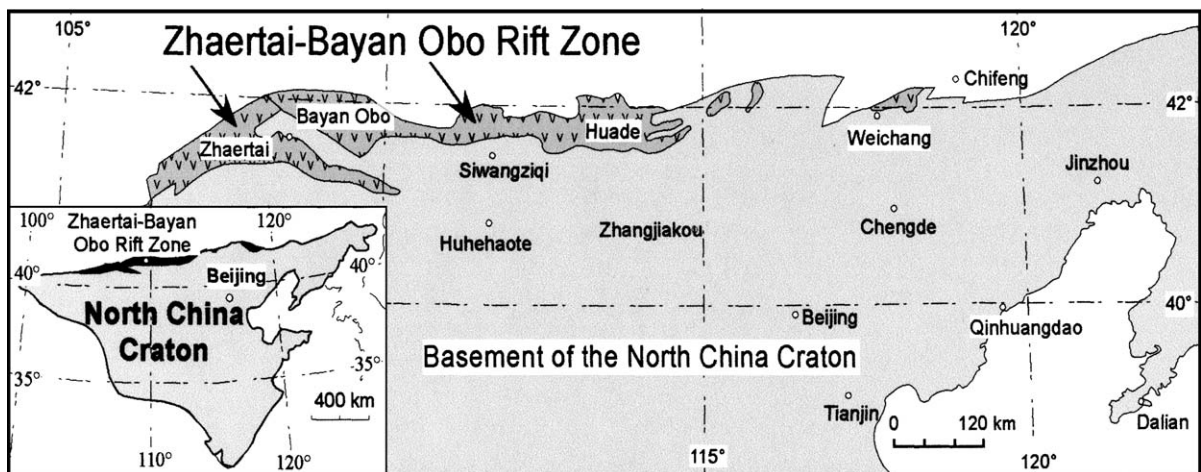 105°
120°
Zhaertai-Bayan Obo Rift Zone
42°
Chifeng
42°
Bayan Obo
Huade
Weichang
Zhaertai
Siwangziqi
Jinzhou
100°
120°
Zhaertai-Bayan
Obo Rift Zone
Huhehaote
Zhangjiakou
Chengde
40°
40°
Beijing
40°
North China
Craton
Beijing
Qinhuangdao
Basement of the North China Craton
35°
35°
400 km
Tianjin
0 120 km
Dalian
110°
120°
115°
120°